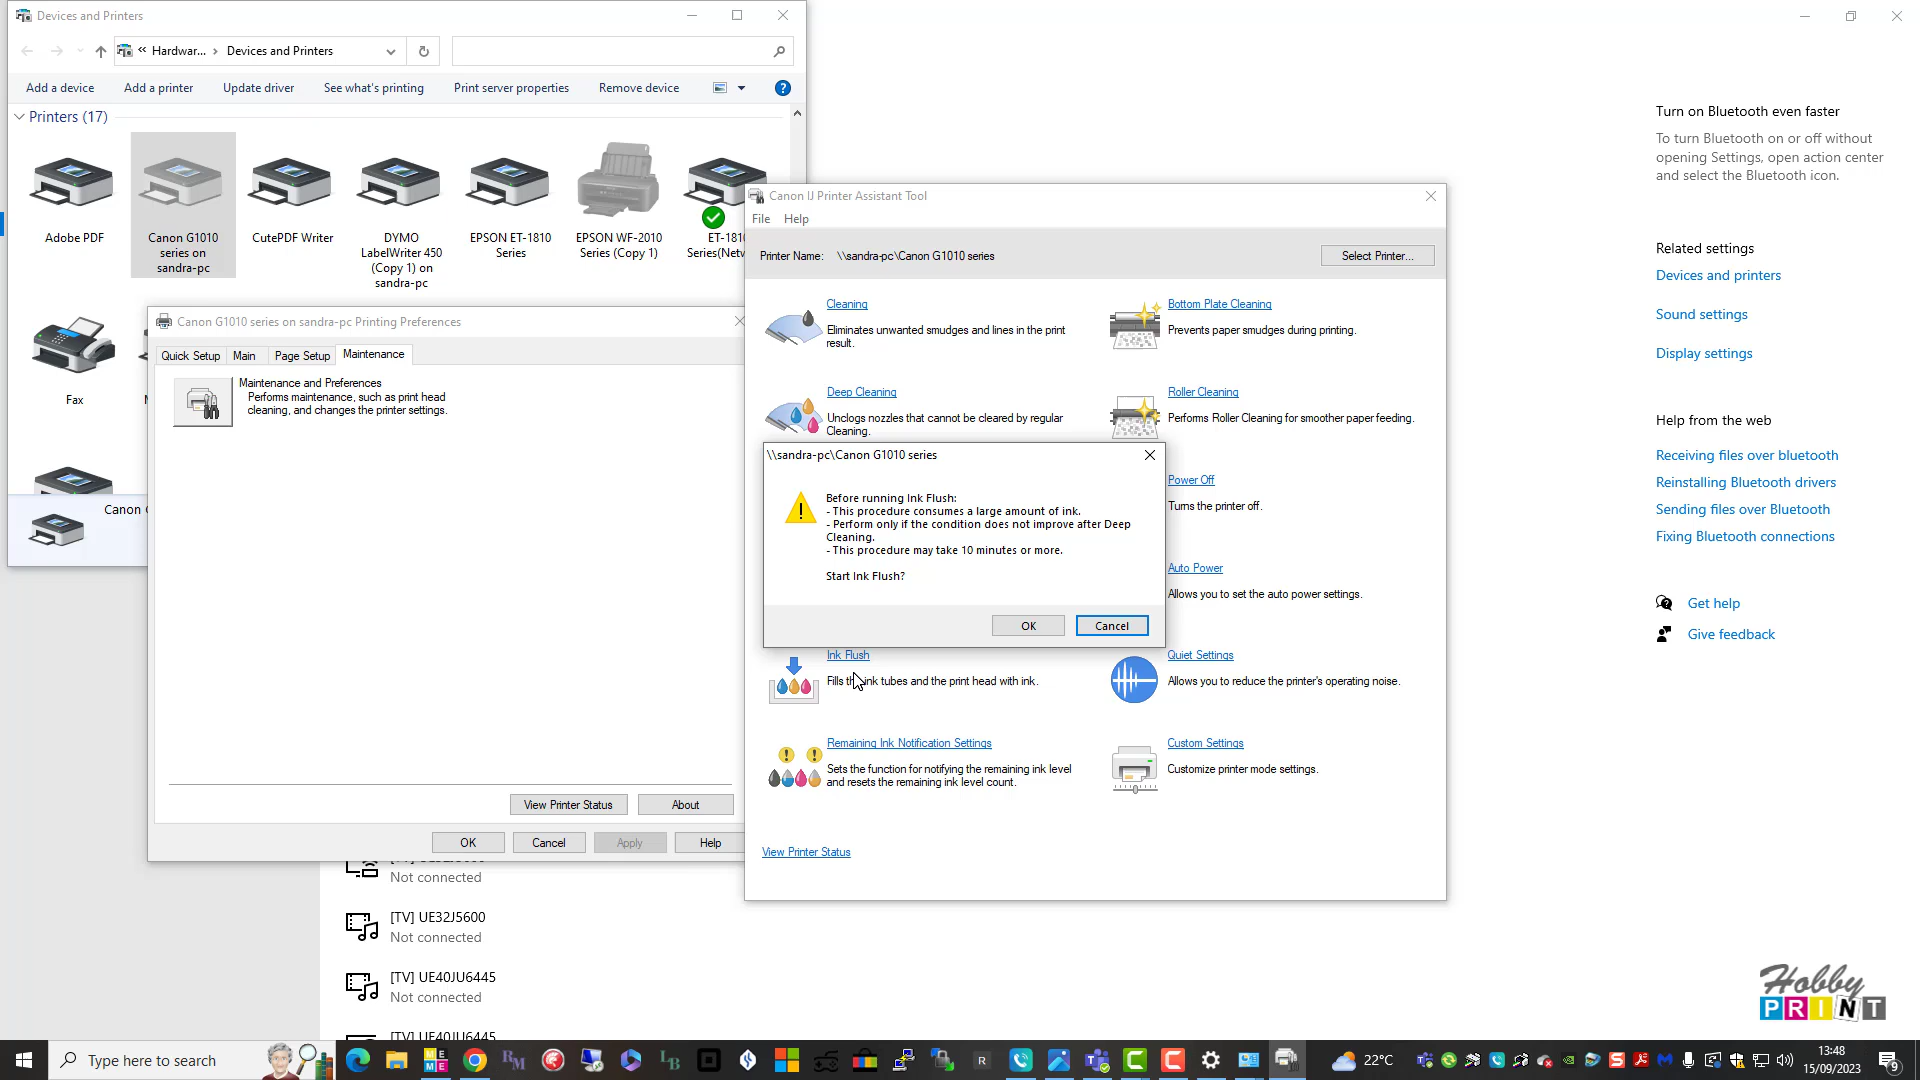 Devices and Printers
« Hardwar... › Devices and Printers
Add a device
Add a printer
Update driver
See what's printing
Print server properties
Remove device
Printers (17)
Adobe PDF
Canon G1010
series on
sandra-pc
CutePDF Writer
DYMO
LabelWriter 450
(Copy 1) on
sandra-pc
EPSON ET-1810
Series
EPSON WF-2010
Series (Copy 1)
ET-181
Series(Netw
Fax
Canon
Canon G1010 series on sandra-pc Printing Preferences
Quick Setup
Main
Page Setup
Maintenance
Maintenance and Preferences
Performs maintenance, such as print head
cleaning, and changes the printer settings.
View Printer Status
About
OK
Cancel
Apply
Help
Canon IJ Printer Assistant Tool
File
Help
Printer Name: \\sandra-pc\Canon G1010 series
Select Printer...
Cleaning
Eliminates unwanted smudges and lines in the print
result.
Bottom Plate Cleaning
Prevents paper smudges during printing.
Deep Cleaning
Unclogs nozzles that cannot be cleared by regular
Cleaning.
Roller Cleaning
Performs Roller Cleaning for smoother paper feeding.
\\sandra-pc\Canon G1010 series
Before running Ink Flush:
- This procedure consumes a large amount of ink.
- Perform only if the condition does not improve after Deep
Cleaning.
- This procedure may take 10 minutes or more.
Start Ink Flush?
OK
Cancel
Power Off
Turns the printer off.
Auto Power
Allows you to set the auto power settings.
Ink Flush
Fills ink tubes and the print head with ink.
Quiet Settings
Allows you to reduce the printer's operating noise.
Remaining Ink Notification Settings
Sets the function for notifying the remaining ink level
and resets the remaining ink level count.
Custom Settings
Customize printer mode settings.
View Printer Status
Not connected
[TV] UE32J5600
Not connected
[TV] UE40JU6445
Not connected
[TV] UE40JU6445
Turn on Bluetooth even faster
To turn Bluetooth on or off without
opening Settings, open action center
and select the Bluetooth icon.
Related settings
Devices and printers
Sound settings
Display settings
Help from the web
Receiving files over bluetooth
Reinstalling Bluetooth drivers
Sending files over Bluetooth
Fixing Bluetooth connections
Get help
Give feedback
Hobby
PRINT
Type here to search
22°C
13:48
15/09/2023
9